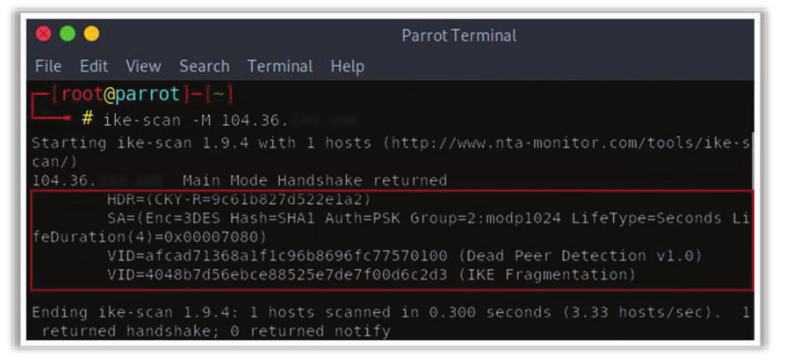 Parrot Terminal
File Edit View Search Terminal Help
[root@parrot]-[~]
# ike-scan -M 104.36.
Starting ike-scan 1.9.4 with 1 hosts (http://www.nta-monitor.com/tools/ike-s
can/)
104.36. Main Mode Handshake returned
HDR=(CKY-R=9c61b827d522e1a2)
SA=(Enc=3DES Hash=SHA1 Auth=PSK Group=2:modp1024 LifeType=Seconds Li
feDuration(4)=0x00007080)
VID=afcad71368a1f1c96b8696fc77570100 (Dead Peer Detection v1.0)
VID=4048b7d56ebce88525e7de7f00d6c2d3 (IKE Fragmentation)
Ending ike-scan 1.9.4: 1 hosts scanned in 0.300 seconds (3.33 hosts/sec). 1
returned handshake; 0 returned notify